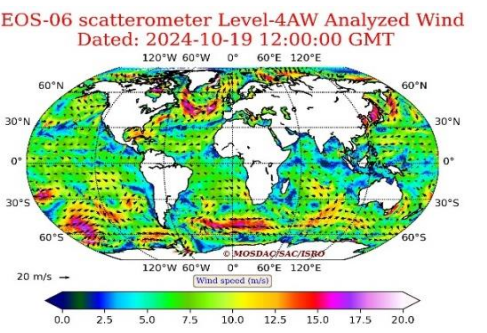 EOS-06 scatterometer Level-4AW Analyzed Wind
Dated: 2024-10-19 12:00:00 GMT
120°W 60°W 0° 60°E 120°E
60°N 60°N
30°N 30°N
0° 0°
30°S 30°S
60°S 60°S
© MOSDAC/SAC/ISRO
120°W 60°W 0° 60°E 120°E
20 m/s
Wind speed (m/s)
0.0 2.5 5.0 7.5 10.0 12.5 15.0 17.5 20.0